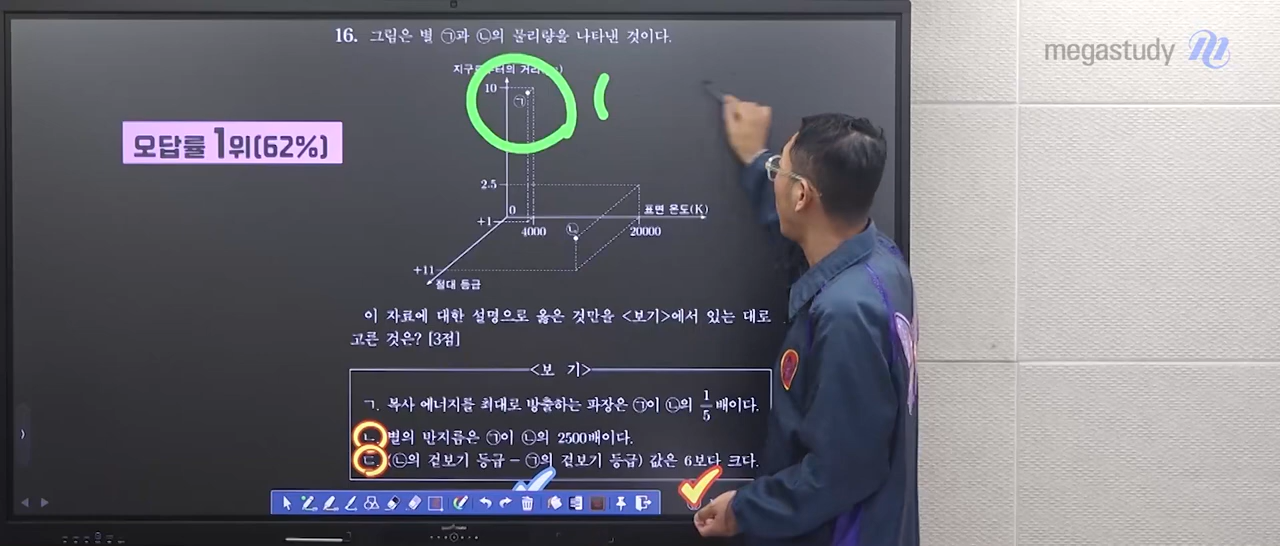 16. 그림은 별 ㉠과 ㉡의 물리량을 나타낸 것이다.
megastudy
오답률 1위(62%)
10
㉠
2.5
0
표면 온도(K)
+1
4000
㉡
20000
+11
절대 등급
이 자료에 대한 설명으로 옳은 것만을 <보기>에서 있는 대로
고른 것은? [3점]
<보 기>
ㄱ. 복사 에너지를 최대로 방출하는 파장은 ㉠이 ㉡의 1/5배이다.
ㄴ. 별의 반지름은 ㉠이 ㉡의 2500배이다.
ㄷ. (㉡의 겉보기 등급 - ㉠의 겉보기 등급) 값은 6보다 크다.